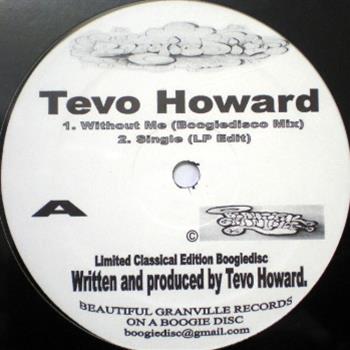 Tevo Howard
1. Without Me (Boogiedisco Mix)
2. Single (LP Edit)
A
©
Limited Classical Edition Boogiedisc
Written and produced by Tevo Howard.
BEAUTIFUL GRANVILLE RECORDS
ON A BOOGIE DISC
boogiedisc@gmail.com